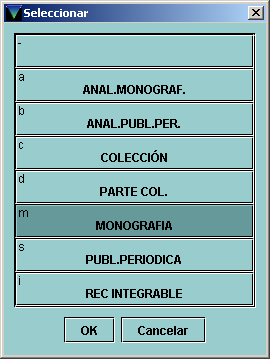 Seleccionar
-
a
ANAL.MONOGRAF.
b
ANAL.PUBL.PER.
c
COLECCIÓN
d
PARTE COL.
m
MONOGRAFIA
s
PUBL.PERIODICA
i
REC INTEGRABLE
OK Cancelar